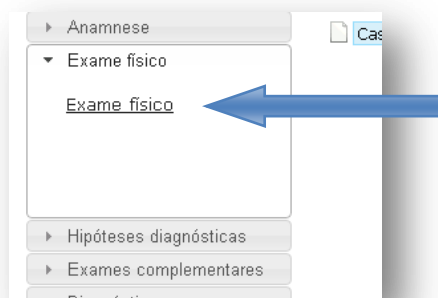 Anamnese
Cas
Exame físico
Exame físico
Hipóteses diagnósticas
Exames complementares